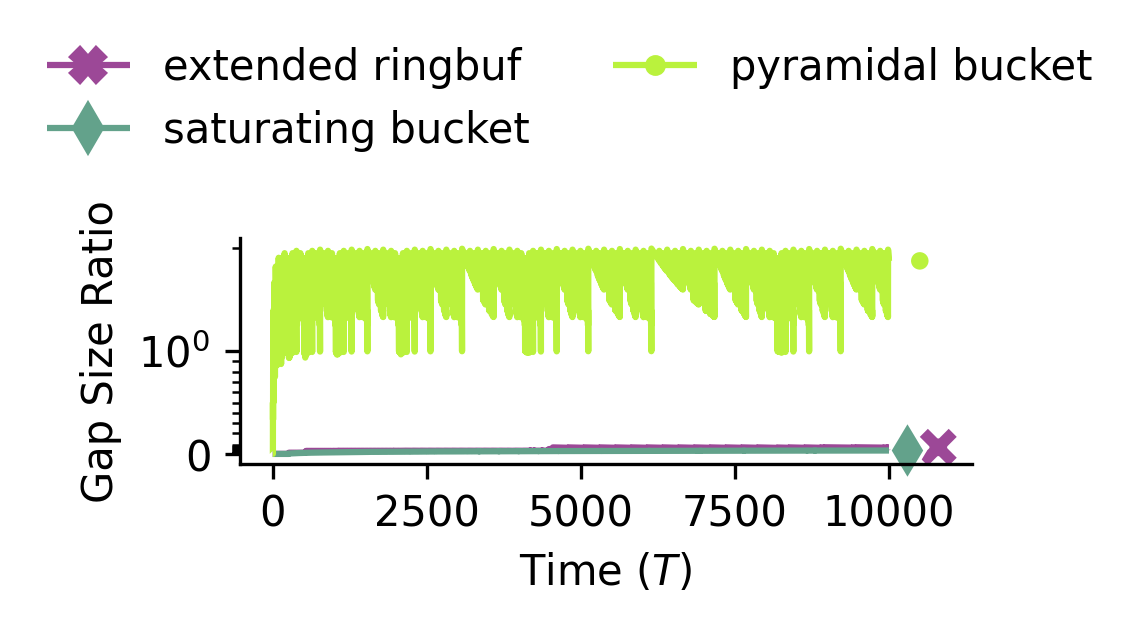 extended ringbuf
pyramidal bucket
saturating bucket
Gap Size Ratio
10⁰
0
0 2500 5000 7500 10000
Time (T)